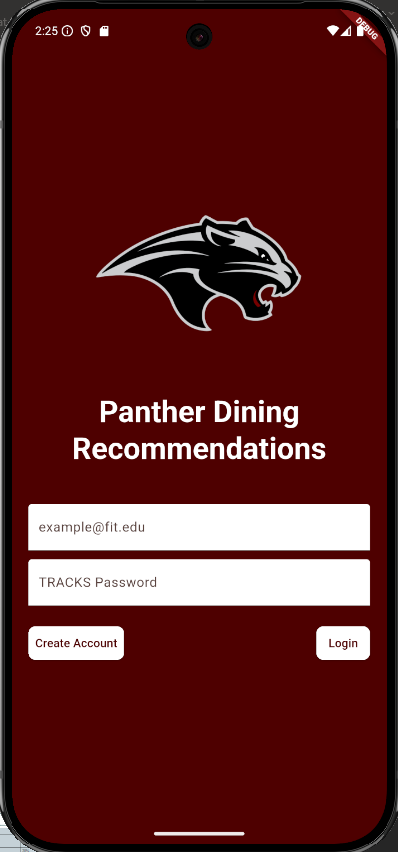 2:25
DEBUG
Panther Dining
Recommendations
example@fit.edu
TRACKS Password
Create Account
Login